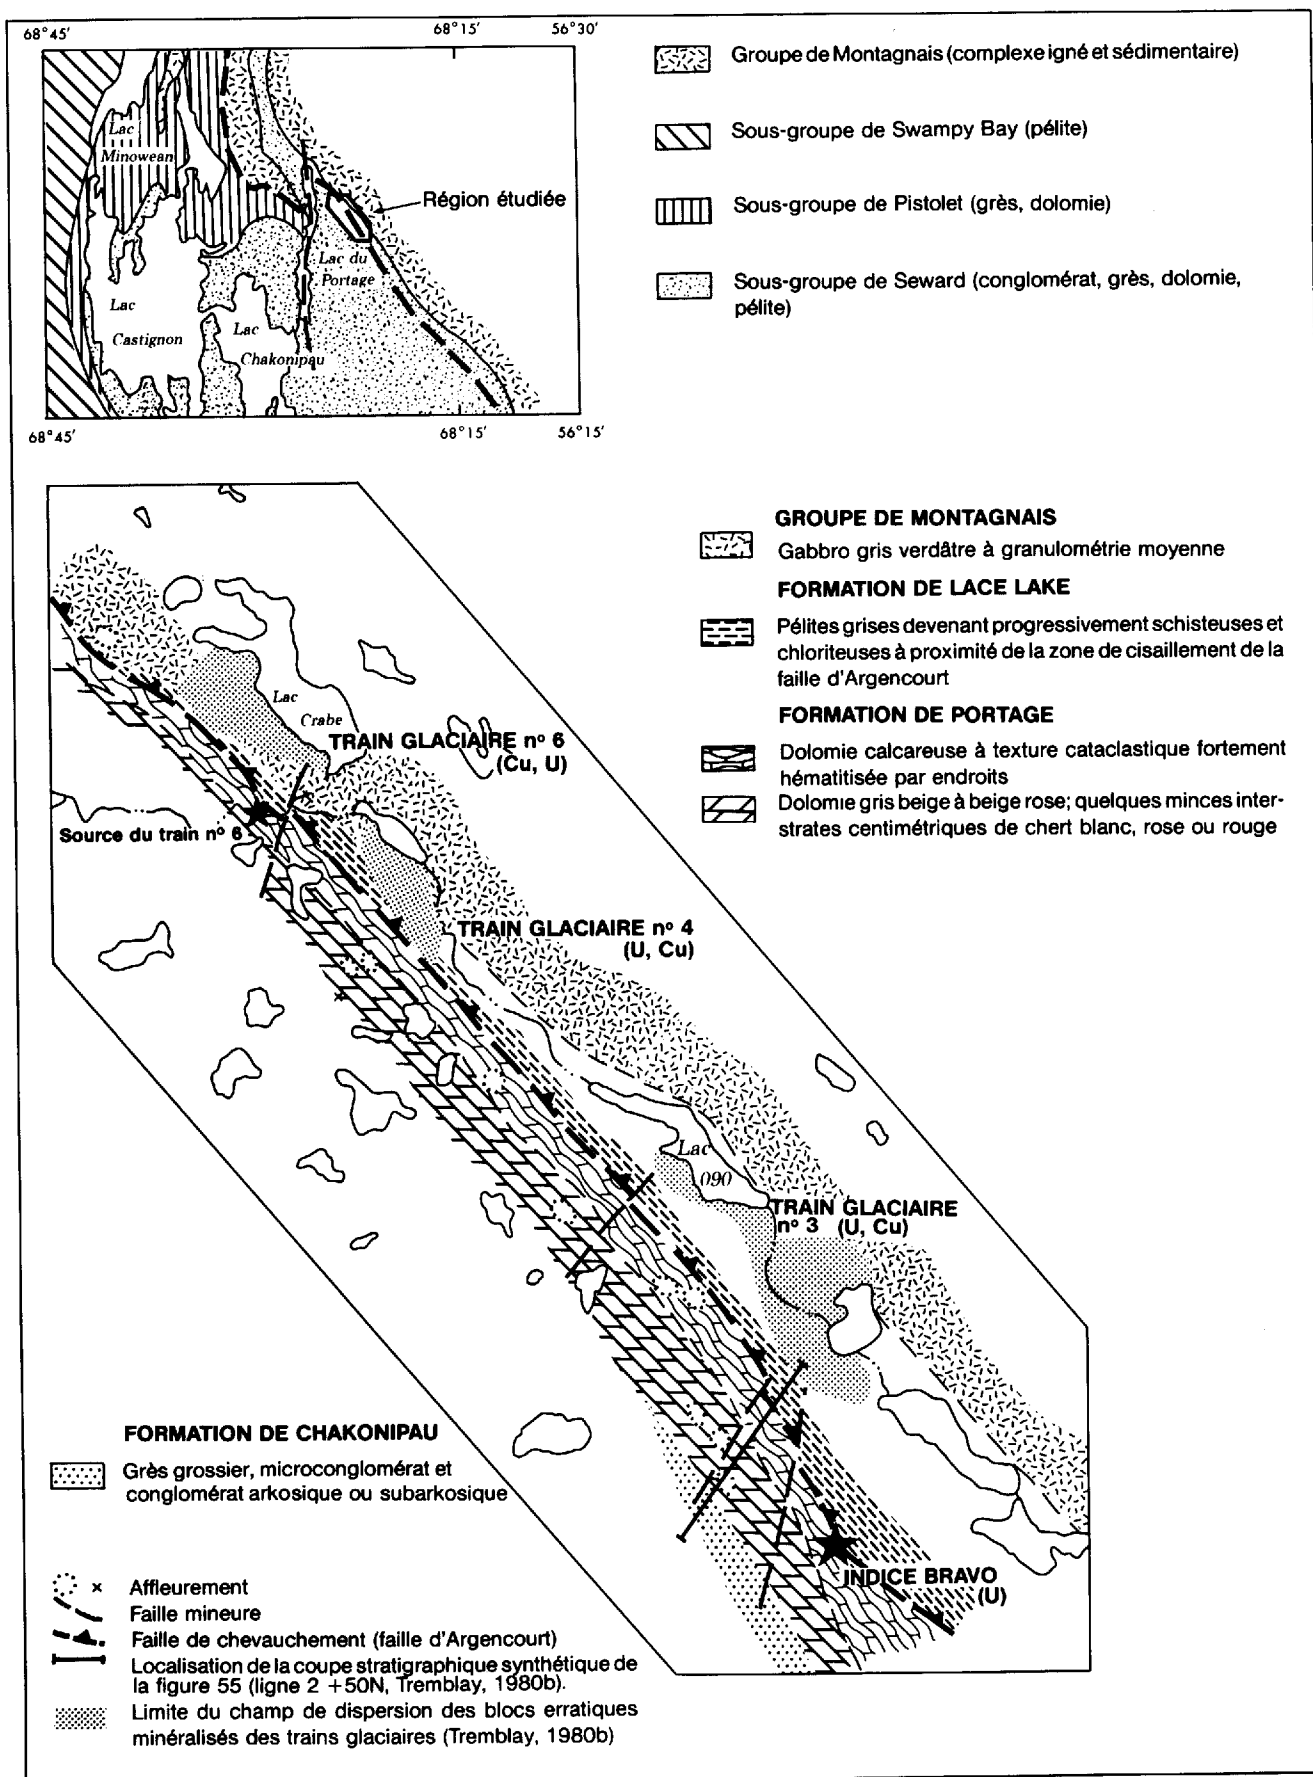 68°45′
68°15′
56°30′
Lac
Minowean
Région étudiée
Lac du
Portage
Lac
Castignon
Lac
Chakonipau
68°45′
68°15′
56°15′
Groupe de Montagnais (complexe igné et sédimentaire)
Sous-groupe de Swampy Bay (pélite)
Sous-groupe de Pistolet (grès, dolomie)
Sous-groupe de Seward (conglomérat, grès, dolomie,
pélite)
GROUPE DE MONTAGNAIS
Gabbro gris verdâtre à granulométrie moyenne
FORMATION DE LACE LAKE
Pélites grises devenant progressivement schisteuses et
chloriteuses à proximité de la zone de cisaillement de la
faille d'Argencourt
FORMATION DE PORTAGE
Dolomie calcareuse à texture cataclastique fortement
hématitisée par endroits
Dolomie gris beige à beige rose; quelques minces inter-
strates centimétriques de chert blanc, rose ou rouge
Lac
Crabe
TRAIN GLACIAIRE nº 6
(Cu, U)
Source du train nº 6
TRAIN GLACIAIRE nº 4
(U, Cu)
Lac
090
TRAIN GLACIAIRE
nº 3 (U, Cu)
INDICE BRAVO
(U)
FORMATION DE CHAKONIPAU
Grès grossier, microconglomérat et
conglomérat arkosique ou subarkosique
Affleurement
Faille mineure
Faille de chevauchement (faille d'Argencourt)
Localisation de la coupe stratigraphique synthétique de
la figure 55 (ligne 2 +50N, Tremblay, 1980b).
Limite du champ de dispersion des blocs erratiques
minéralisés des trains glaciaires (Tremblay, 1980b)